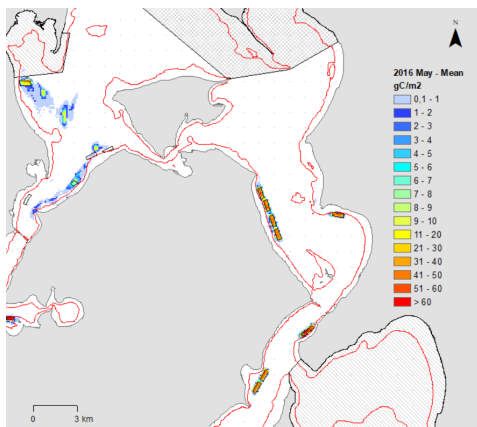 N
2016 May - Mean
gC/m2
0,1 - 1
1 - 2
2 - 3
3 - 4
4 - 5
5 - 6
6 - 7
7 - 8
8 - 9
9 - 10
11 - 20
21 - 30
31 - 40
41 - 50
51 - 60
> 60
0 3 km